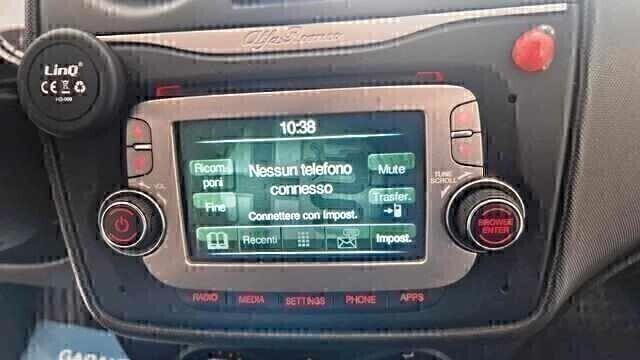 Alfa Romeo
LinQ
CE
10:38
Ricom
poni
Nessun telefono
connesso
Mute
Fine
Trasfer.
Connettere con Impost.
Recenti
Impost.
VOL
TUNE
SCROLL
BROWSE
ENTER
RADIO
MEDIA
SETTINGS
PHONE
APPS